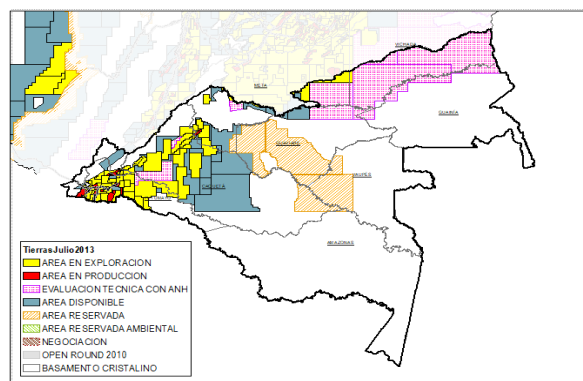 VICHADA
META
GUAINIA
GUAVIARE
VAUPES
CAQUETA
AMAZONAS
TierrasJulio2013
AREA EN EXPLORACION
AREA EN PRODUCCION
EVALUACION TECNICA CON ANH
AREA DISPONIBLE
AREA RESERVADA
AREA RESERVADA AMBIENTAL
NEGOCIACION
OPEN ROUND 2010
BASAMENTO CRISTALINO